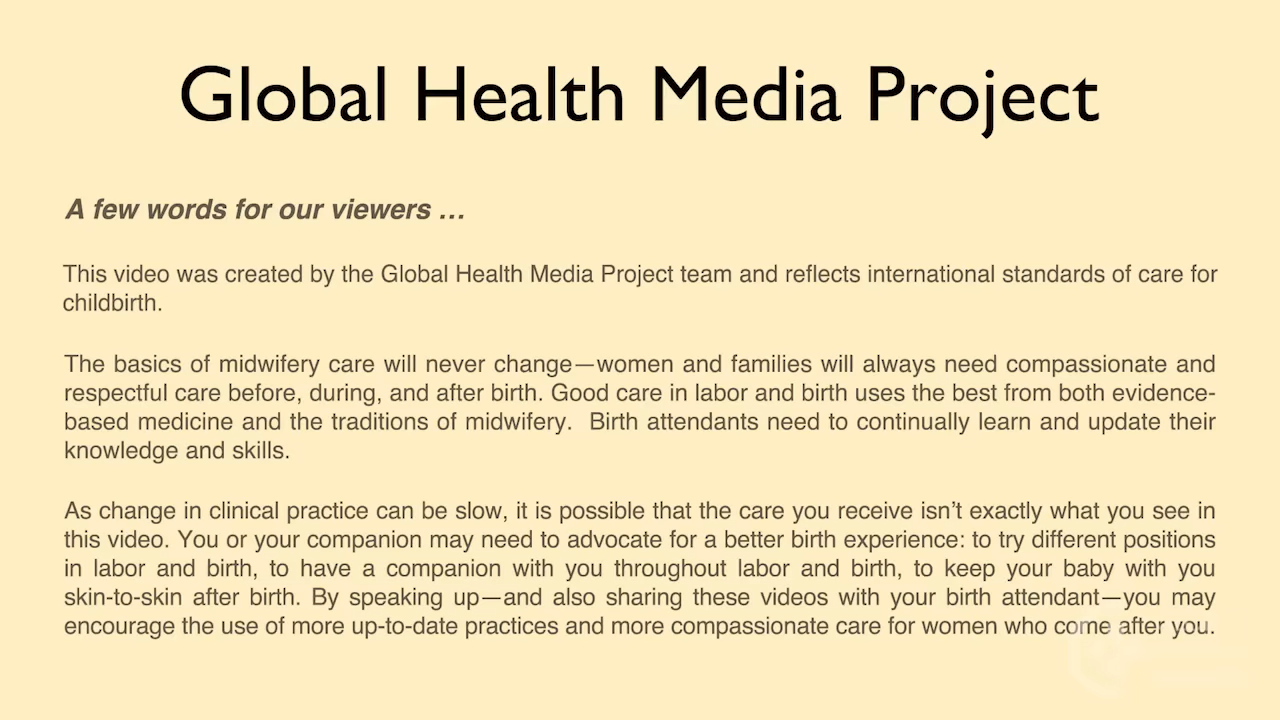 Global Health Media Project
A few words for our viewers …
This video was created by the Global Health Media Project team and reflects international standards of care for
childbirth.
The basics of midwifery care will never change—women and families will always need compassionate and
respectful care before, during, and after birth. Good care in labor and birth uses the best from both evidence-
based medicine and the traditions of midwifery.  Birth attendants need to continually learn and update their
knowledge and skills.
As change in clinical practice can be slow, it is possible that the care you receive isn’t exactly what you see in
this video. You or your companion may need to advocate for a better birth experience: to try different positions
in labor and birth, to have a companion with you throughout labor and birth, to keep your baby with you
skin-to-skin after birth. By speaking up—and also sharing these videos with your birth attendant—you may
encourage the use of more up-to-date practices and more compassionate care for women who come after you.